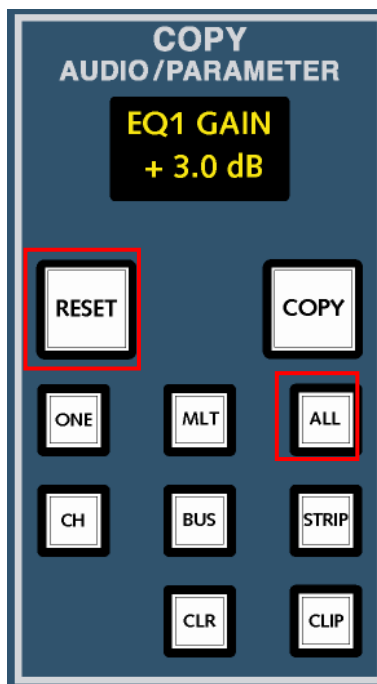 COPY
AUDIO/PARAMETER
EQ1 GAIN
+ 3.0 dB
RESET
COPY
ONE
MLT
ALL
CH
BUS
STRIP
CLR
CLIP